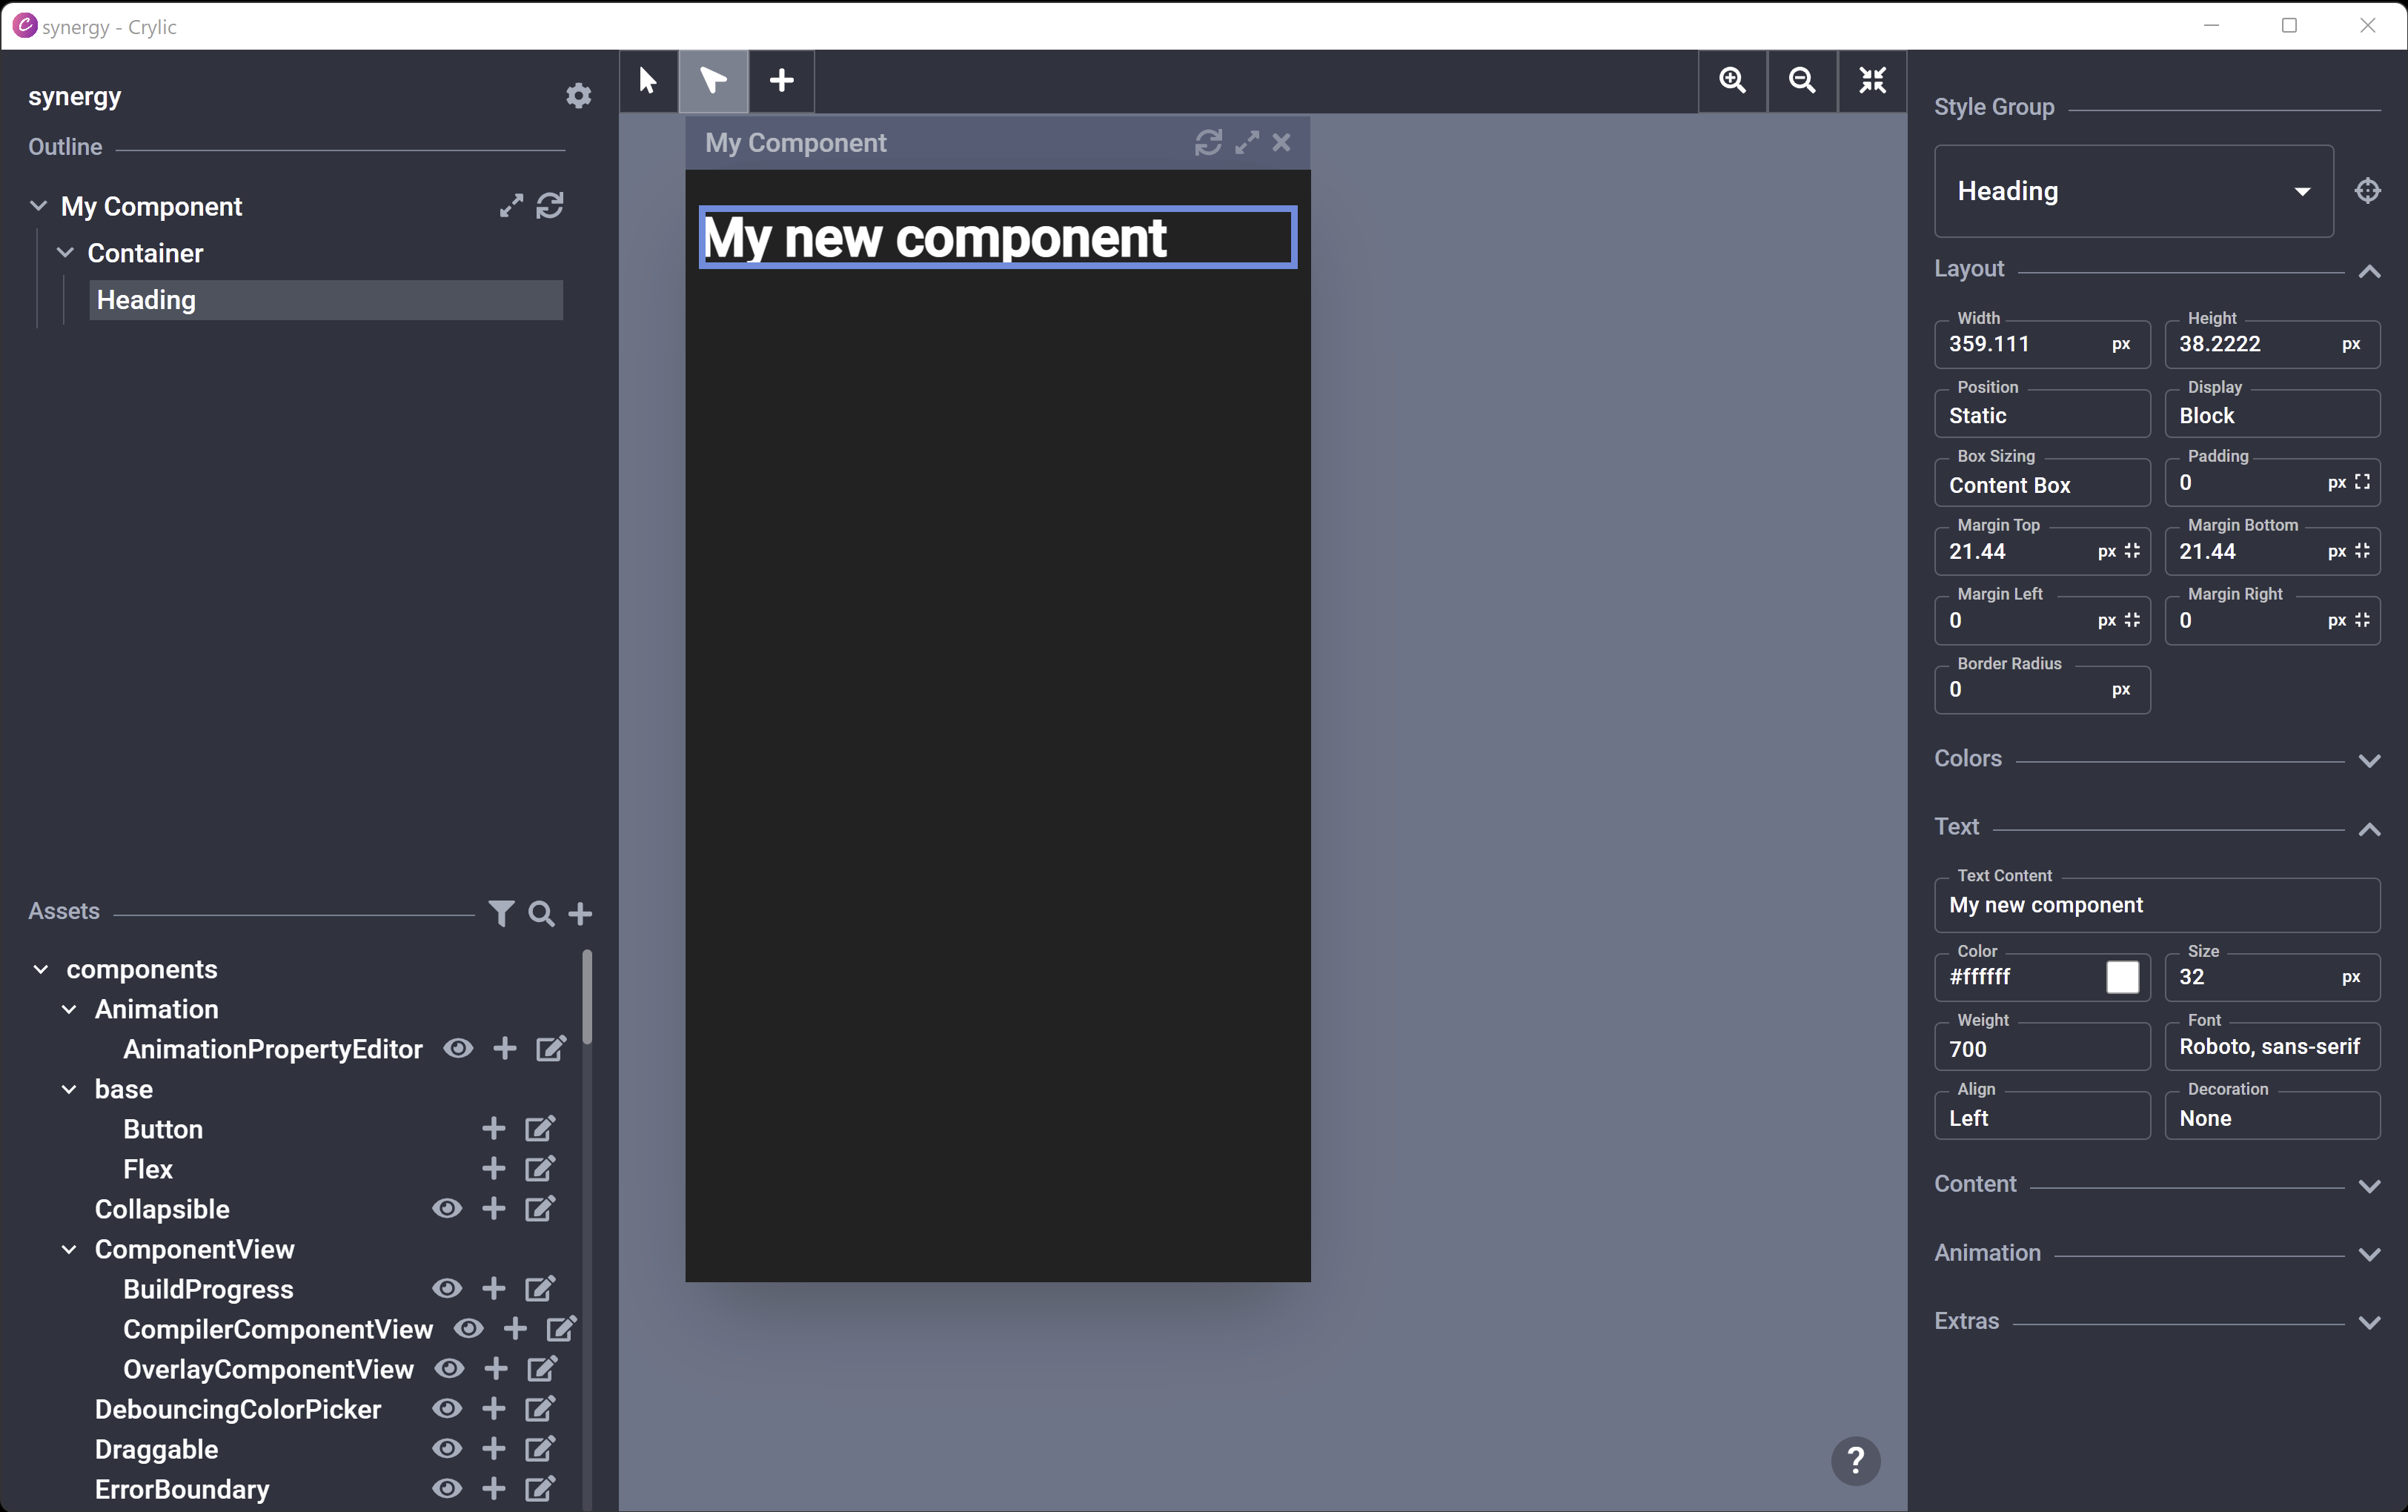 synergy - Crylic
synergy
Outline
My Component
Container
Heading
Assets
components
Animation
AnimationPropertyEditor
base
Button
Flex
Collapsible
ComponentView
BuildProgress
CompilerComponentView
OverlayComponentView
DebouncingColorPicker
Draggable
ErrorBoundary
My Component
My new component
?
Style Group
Heading
Layout
Width
359.111 px
Height
38.2222 px
Position
Static
Display
Block
Box Sizing
Content Box
Padding
0 px
Margin Top
21.44 px
Margin Bottom
21.44 px
Margin Left
0 px
Margin Right
0 px
Border Radius
0 px
Colors
Text
Text Content
My new component
Color
#ffffff
Size
32 px
Weight
700
Font
Roboto, sans-serif
Align
Left
Decoration
None
Content
Animation
Extras